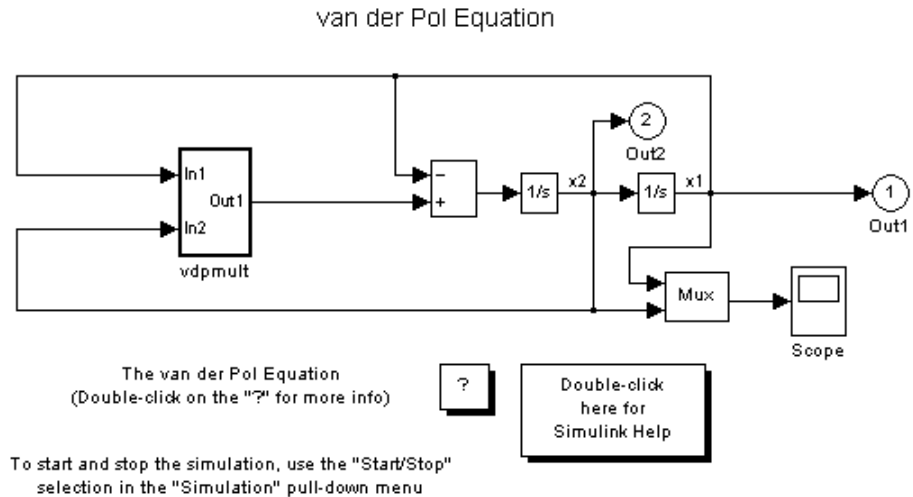 van der Pol Equation
2
Out2
In1
Out1
In2
vdpmult
−
+
1/s
x2
1/s
x1
1
Out1
Mux
Scope
The van der Pol Equation
(Double-click on the "?" for more info)
?
Double-click
here for
Simulink Help
To start and stop the simulation, use the "Start/Stop"
selection in the "Simulation" pull-down menu